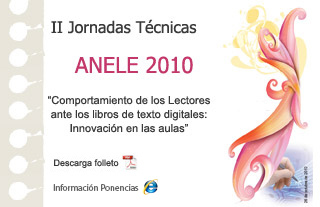 II Jornadas Técnicas
ANELE 2010
“Comportamiento de los Lectores
ante los libros de texto digitales:
Innovación en las aulas”
Descarga folleto
Información Ponencias